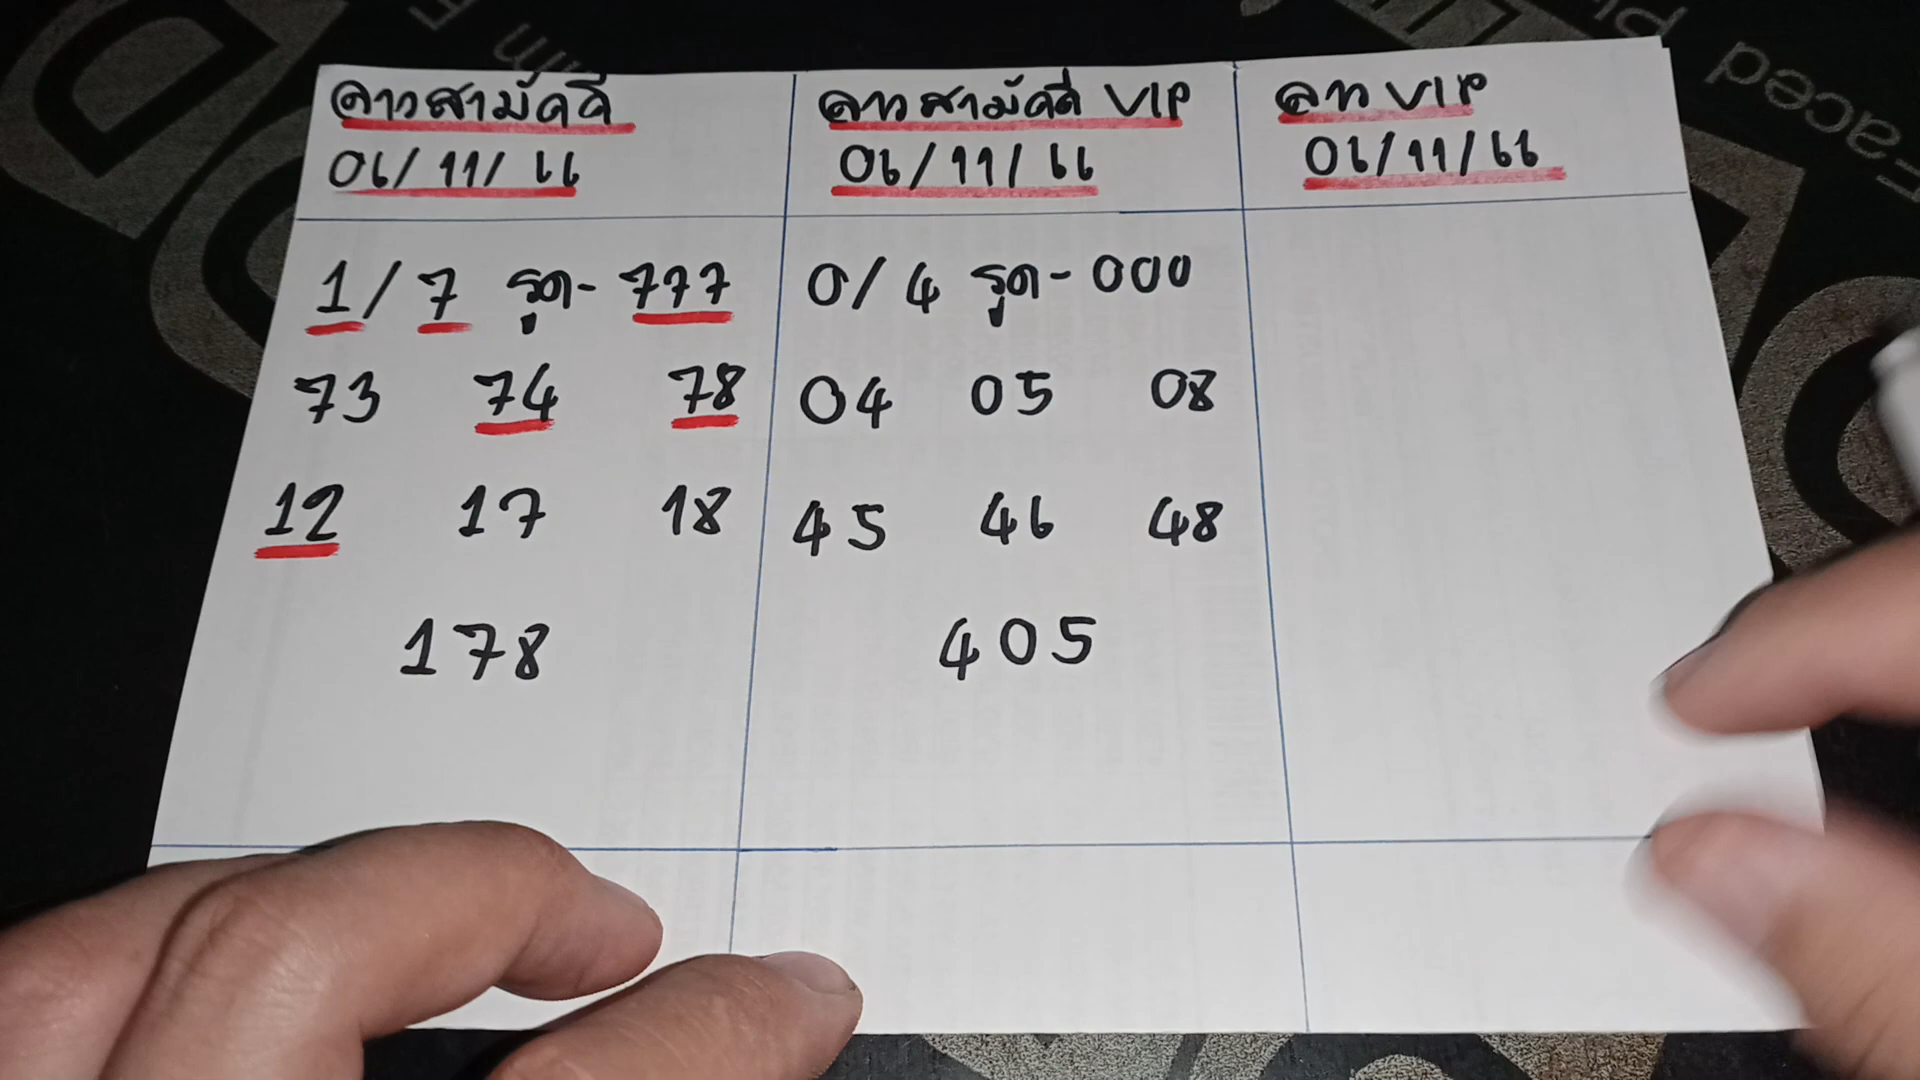 ลาวสามัคคี
06/11/66
1/7 รูด-777
73 74 78
12 17 18
178
ลาวสามัคคี VIP
06/11/66
0/4 รูด-000
04 05 08
45 46 48
405
ลาว VIP
06/11/66
Faced